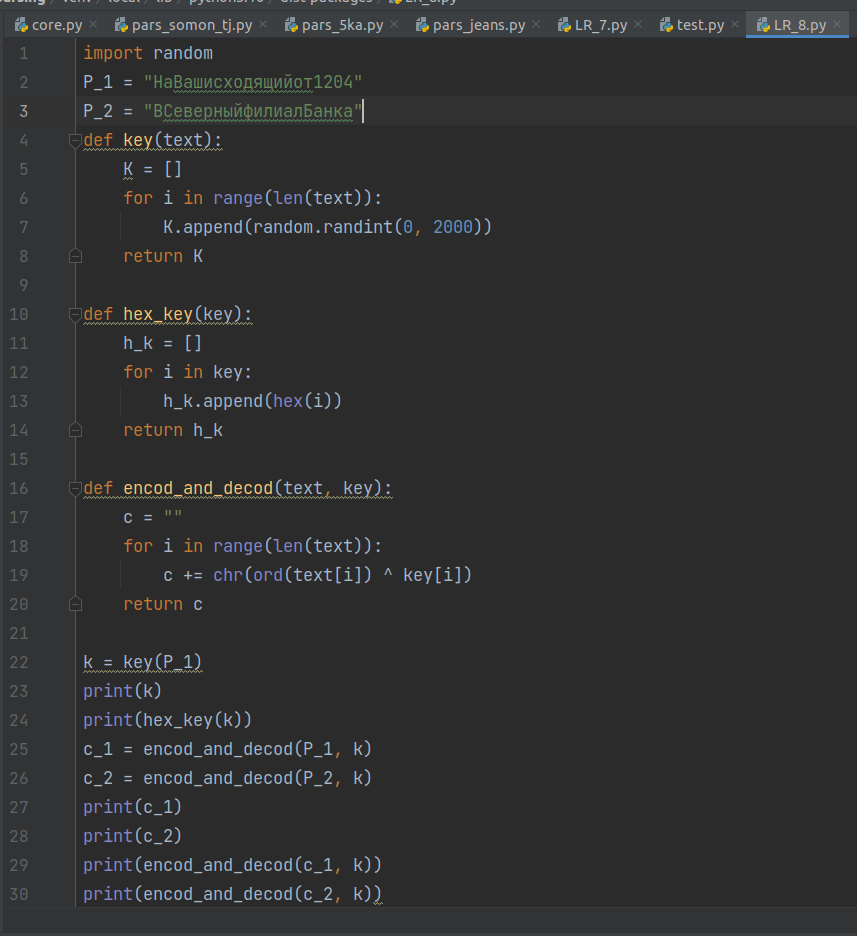 core.py pars_somon_tj.py pars_5ka.py pars_jeans.py LR_7.py test.py LR_8.py
1 import random
2 P_1 = "НаВашисходящийот1204"
3 P_2 = "ВСеверныйфилиалБанка"
4 def key(text):
5     K = []
6     for i in range(len(text)):
7         K.append(random.randint(0, 2000))
8     return K
9
10 def hex_key(key):
11     h_k = []
12     for i in key:
13         h_k.append(hex(i))
14     return h_k
15
16 def encod_and_decod(text, key):
17     c = ""
18     for i in range(len(text)):
19         c += chr(ord(text[i]) ^ key[i])
20     return c
21
22 k = key(P_1)
23 print(k)
24 print(hex_key(k))
25 c_1 = encod_and_decod(P_1, k)
26 c_2 = encod_and_decod(P_2, k)
27 print(c_1)
28 print(c_2)
29 print(encod_and_decod(c_1, k))
30 print(encod_and_decod(c_2, k))